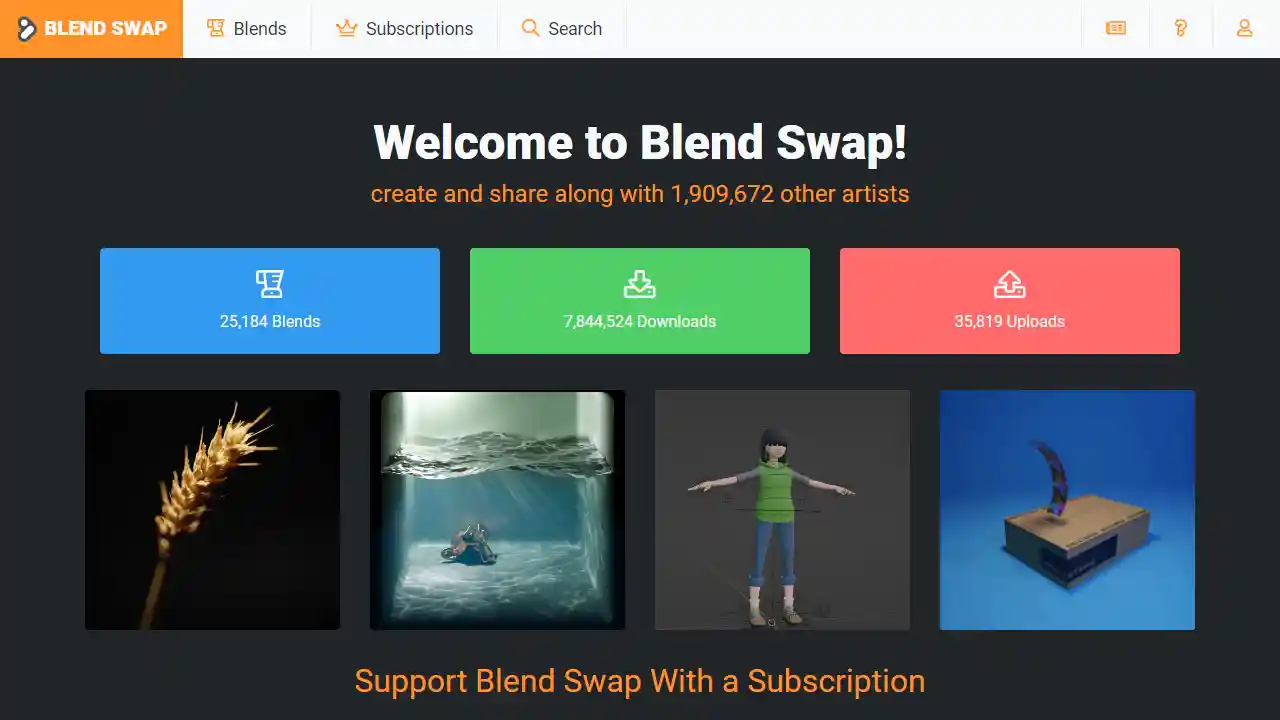 BLEND SWAP
Blends
Subscriptions
Search
Welcome to Blend Swap!
create and share along with 1,909,672 other artists
25,184 Blends
7,844,524 Downloads
35,819 Uploads
Support Blend Swap With a Subscription